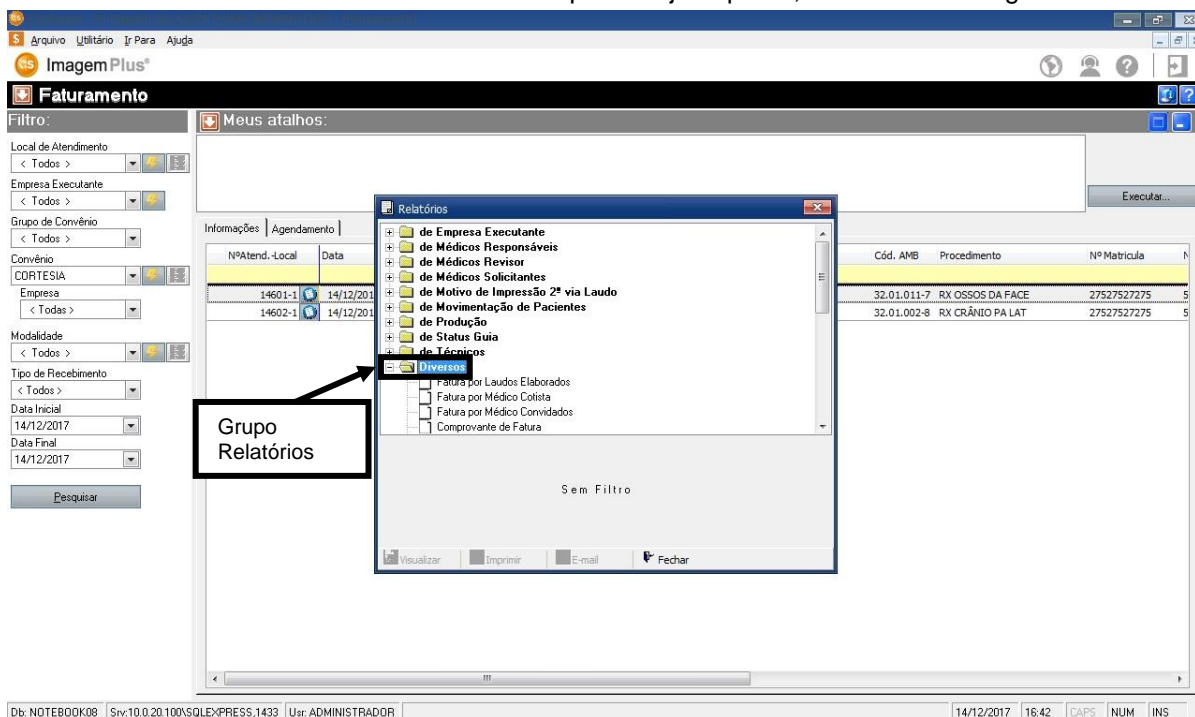 Arquivo Utilitário Ir Para Ajuda
ImagemPlus®
Faturamento
Filtro:
Meus atalhos:
Local de Atendimento
< Todos >
Empresa Executante
< Todos >
Executar...
Grupo de Convênio
< Todos >
Informações Agendamento
Convênio
CORTESIA
Empresa
< Todas >
Modalidade
< Todos >
Tipo de Recebimento
< Todos >
Data Inicial
14/12/2017
Data Final
14/12/2017
Pesquisar
NºAtend.-Local Data Cód. AMB Procedimento Nº Matricula N
14601-1 14/12/201 32.01.011-7 RX OSSOS DA FACE 27527527275 5
14602-1 14/12/201 32.01.002-8 RX CRÂNIO PA LAT 27527527275 5
Relatórios
de Empresa Executante
de Médicos Responsáveis
de Médicos Revisor
de Médicos Solicitantes
de Motivo de Impressão 2ª via Laudo
de Movimentação de Pacientes
de Produção
de Status Guia
de Técnicos
Diversos
Fatura por Laudos Elaborados
Fatura por Médico Cotista
Fatura por Médico Convidados
Comprovante de Fatura
Grupo
Relatórios
Sem Filtro
Visualizar Imprimir E-mail Fechar
Db: NOTEBOOK08 Srv:10.0.20.100\SQLEXPRESS,1433 Usr: ADMINISTRADOR 14/12/2017 16:42 CAPS NUM INS